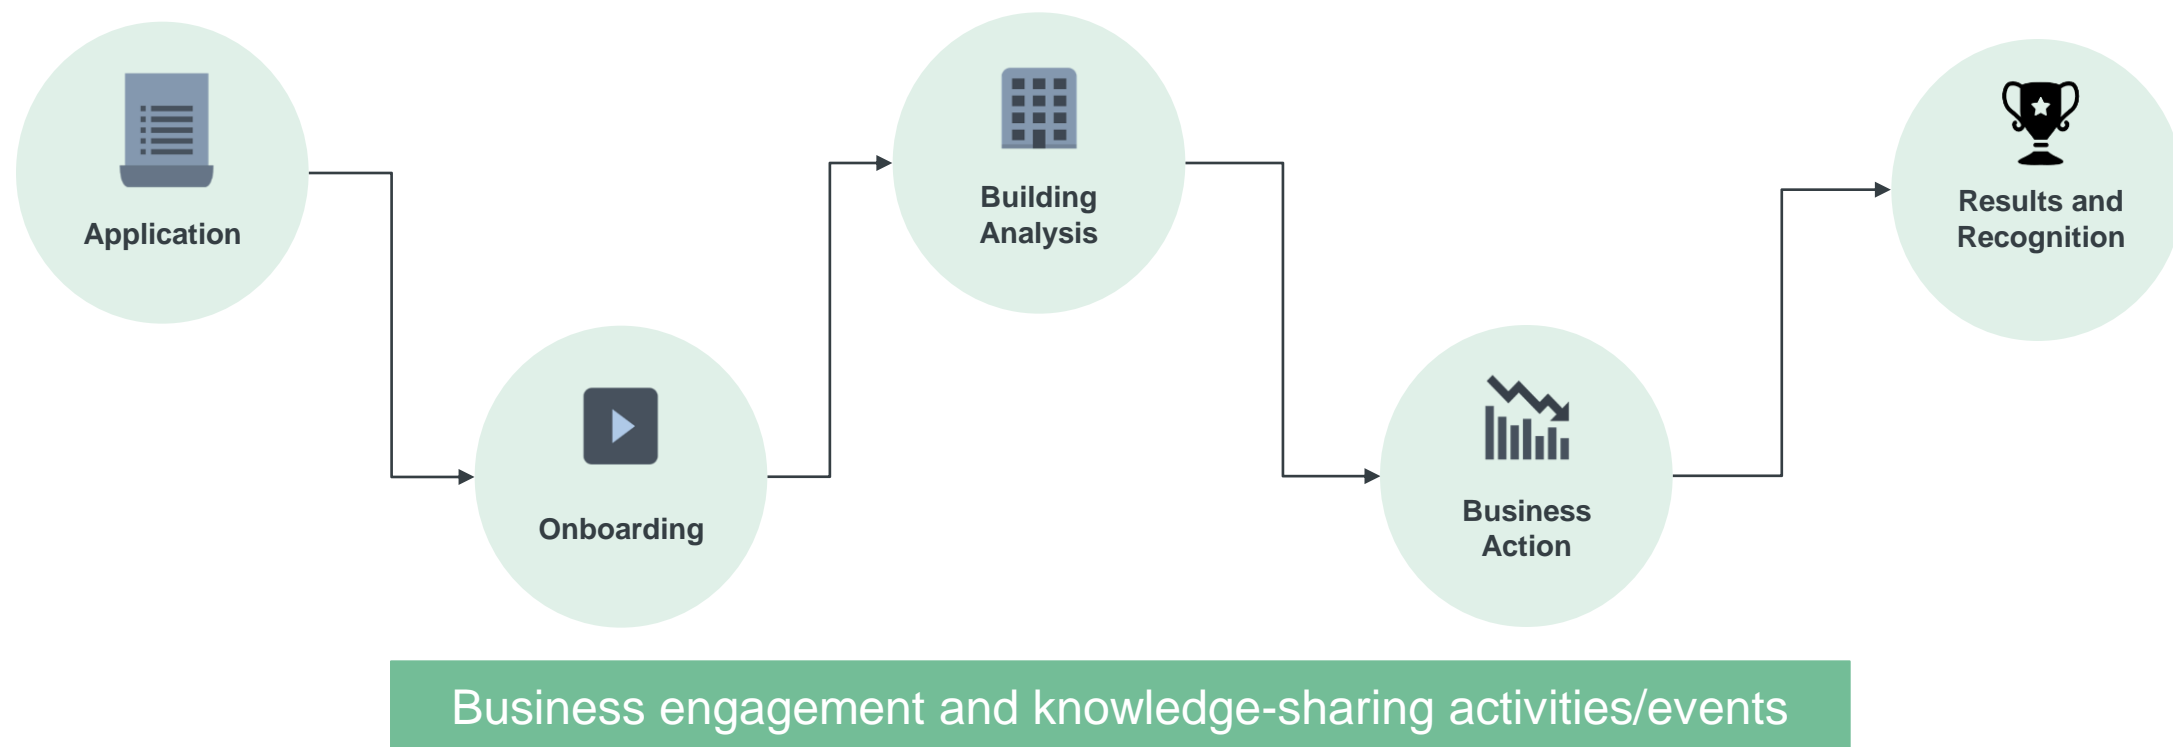 Application
Onboarding
Building
Analysis
Business
Action
Results and
Recognition
Business engagement and knowledge-sharing activities/events